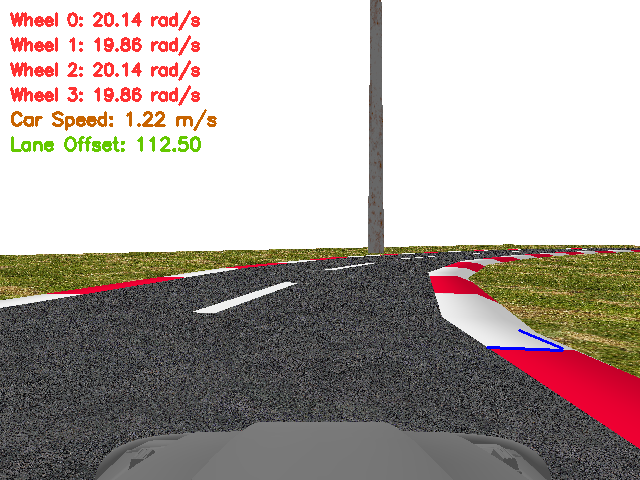 Wheel 0: 20.14 rad/s
Wheel 1: 19.86 rad/s
Wheel 2: 20.14 rad/s
Wheel 3: 19.86 rad/s
Car Speed: 1.22 m/s
Lane Offset: 112.50